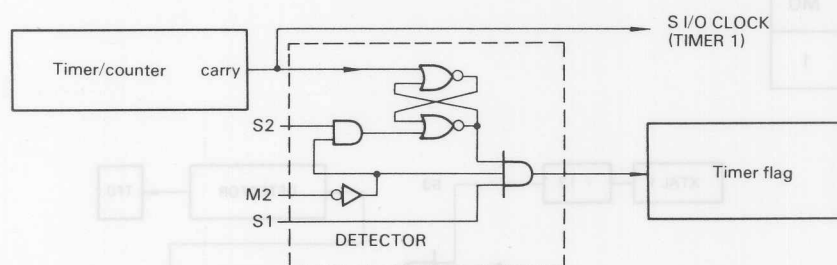 S I/O CLOCK
(TIMER 1)
Timer/counter carry
S2
M2
S1
DETECTOR
Timer flag